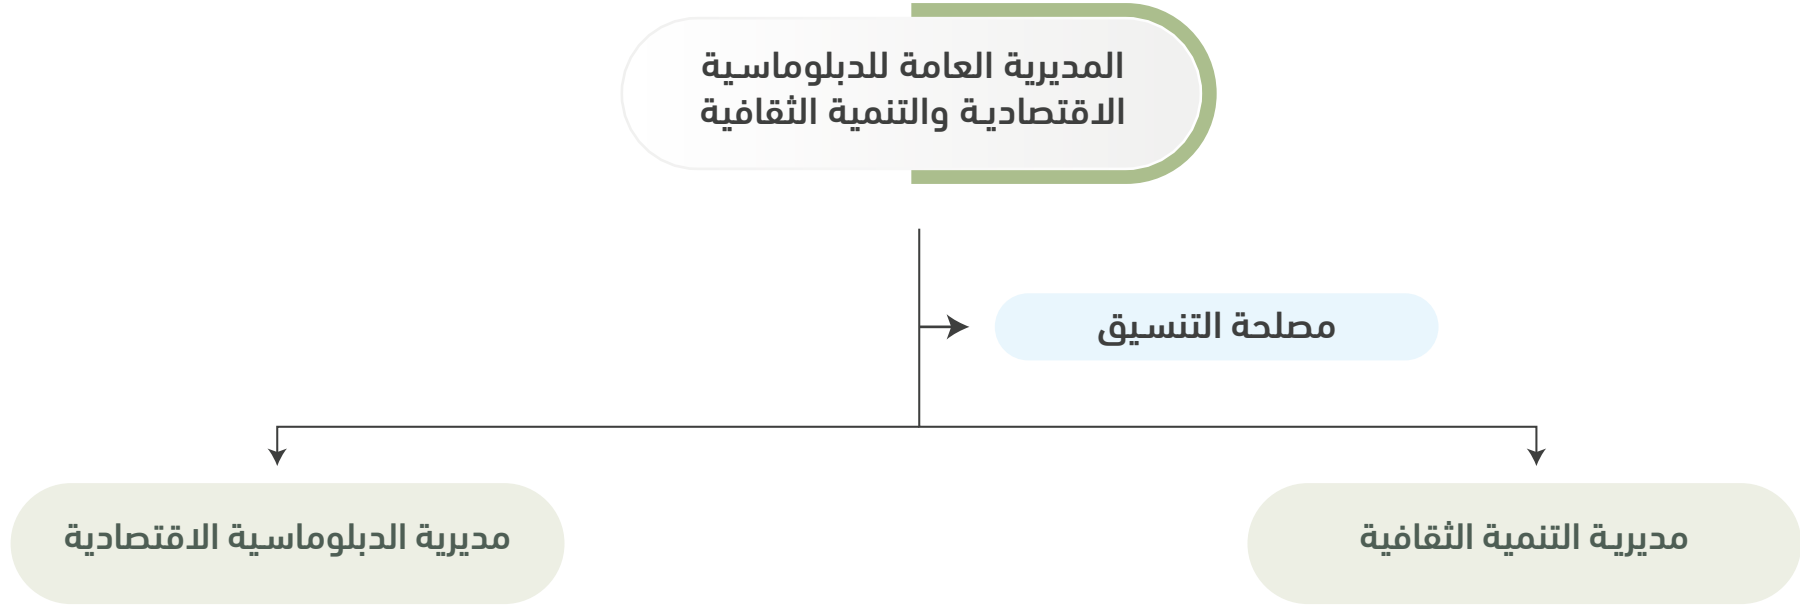 المديرية العامة للدبلوماسية
الاقتصادية والتنمية الثقافية
مصلحة التنسيق
مديرية التنمية الثقافية
مديرية الدبلوماسية الاقتصادية